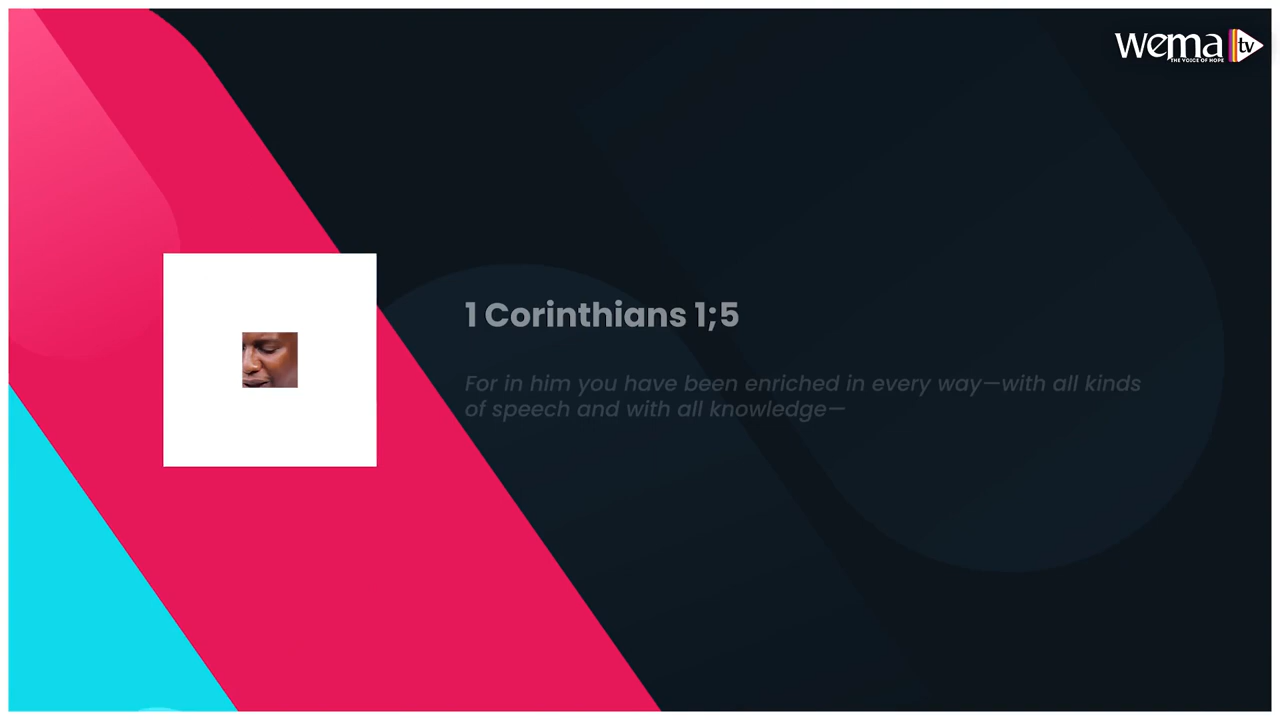 wema tv
THE VOICE OF HOPE
1 Corinthians 1;5
For in him you have been enriched in every way—with all kinds
of speech and with all knowledge—